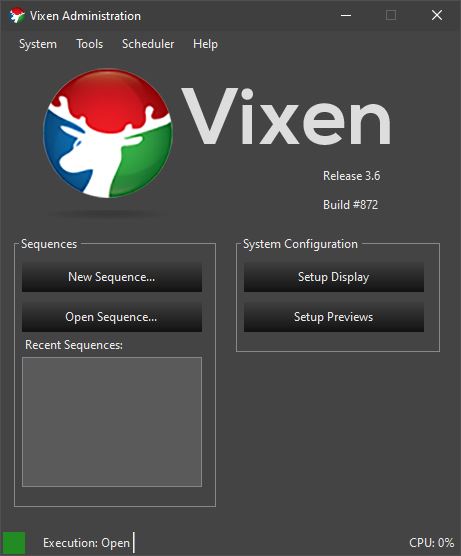 Vixen Administration
System Tools Scheduler Help
Vixen
Release 3.6
Build #872
Sequences
New Sequence...
Open Sequence...
Recent Sequences:
System Configuration
Setup Display
Setup Previews
Execution: Open
CPU: 0%